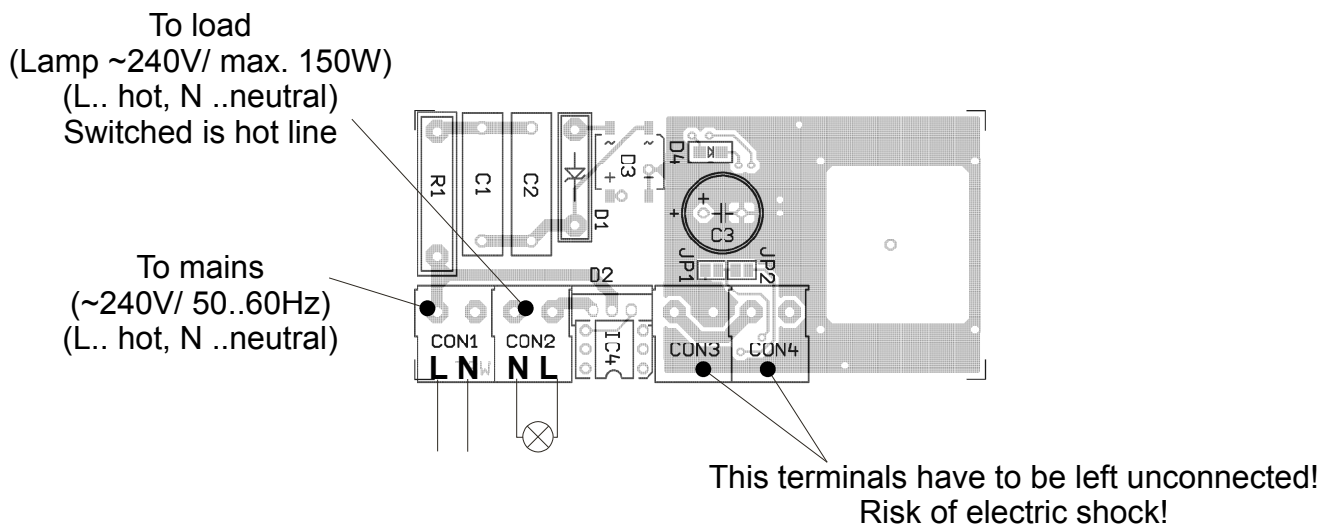 To load
(Lamp ~240V/ max. 150W)
(L.. hot, N ..neutral)
Switched is hot line
To mains
(~240V/ 50..60Hz)
(L.. hot, N ..neutral)
R1
C1
C2
D1
~ ~
D3
+ -
D4
+
+
C3
JP1
JP2
D2
CON1
CON2
IC4
CON3
CON4
L N
N L
This terminals have to be left unconnected!
Risk of electric shock!